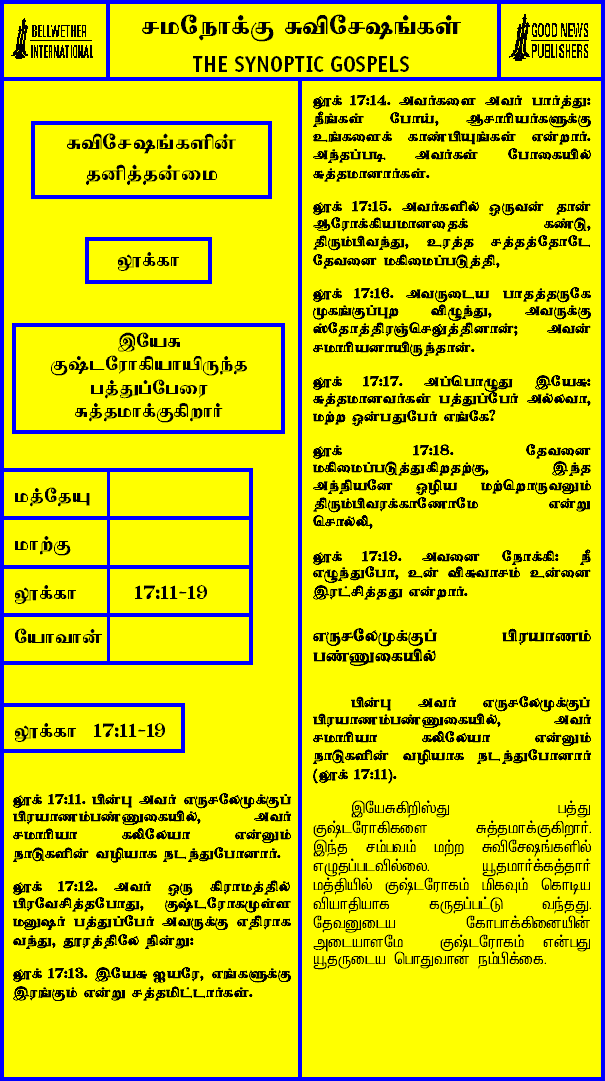 BELLWETHER
INTERNATIONAL
சமநோக்கு சுவிசேஷங்கள்
THE SYNOPTIC GOSPELS
GOOD NEWS
PUBLISHERS
சுவிசேஷங்களின்
தனித்தன்மை
லூக்கா
இயேசு
குஷ்டரோகியாயிருந்த
பத்துப்பேரை
சுத்தமாக்குகிறார்
மத்தேயு
மாற்கு
லூக்கா 17:11-19
யோவான்
லூக்கா 17:11-19
லூக் 17:11. பின்பு அவர் எருசலேமுக்குப்
பிரயாணம்பண்ணுகையில், அவர்
சமாரியா கலிலேயா என்னும்
நாடுகளின் வழியாக நடந்துபோனார்.
லூக் 17:12. அவர் ஒரு கிராமத்தில்
பிரவேசித்தபோது, குஷ்டரோகமுள்ள
மனுஷர் பத்துப்பேர் அவருக்கு எதிராக
வந்து, தூரத்திலே நின்று:
லூக் 17:13. இயேசு ஐயரே, எங்களுக்கு
இரங்கும் என்று சத்தமிட்டார்கள்.
லூக் 17:14. அவர்களை அவர் பார்த்து:
நீங்கள் போய், ஆசாரியர்களுக்கு
உங்களைக் காண்பியுங்கள் என்றார்.
அந்தப்படி அவர்கள் போகையில்
சுத்தமானார்கள்.
லூக் 17:15. அவர்களில் ஒருவன் தான்
ஆரோக்கியமானதைக் கண்டு,
திரும்பிவந்து, உரத்த சத்தத்தோடே
தேவனை மகிமைப்படுத்தி,
லூக் 17:16. அவருடைய பாதத்தருகே
முகங்குப்புற விழுந்து, அவருக்கு
ஸ்தோத்திரஞ்செலுத்தினான்; அவன்
சமாரியனாயிருந்தான்.
லூக் 17:17. அப்பொழுது இயேசு:
சுத்தமானவர்கள் பத்துப்பேர் அல்லவா,
மற்ற ஒன்பதுபேர் எங்கே?
லூக் 17:18. தேவனை
மகிமைப்படுத்துகிறதற்கு, இந்த
அந்நியனே ஒழிய மற்றொருவனும்
திரும்பிவரக்காணோமே என்று
சொல்லி,
லூக் 17:19. அவனை நோக்கி: நீ
எழுந்துபோ, உன் விசுவாசம் உன்னை
இரட்சித்தது என்றார்.
எருசலேமுக்குப் பிரயாணம்
பண்ணுகையில்
பின்பு அவர் எருசலேமுக்குப்
பிரயாணம்பண்ணுகையில், அவர்
சமாரியா கலிலேயா என்னும்
நாடுகளின் வழியாக நடந்துபோனார்
(லூக் 17:11).
இயேசுகிறிஸ்து பத்து
குஷ்டரோகிகளை சுத்தமாக்குகிறார்.
இந்த சம்பவம் மற்ற சுவிசேஷங்களில்
எழுதப்படவில்லை. யூதமார்க்கத்தார்
மத்தியில் குஷ்டரோகம் மிகவும் கொடிய
வியாதியாக கருதப்பட்டு வந்தது.
தேவனுடைய கோபாக்கினையின்
அடையாளமே குஷ்டரோகம் என்பது
யூதருடைய பொதுவான நம்பிக்கை.